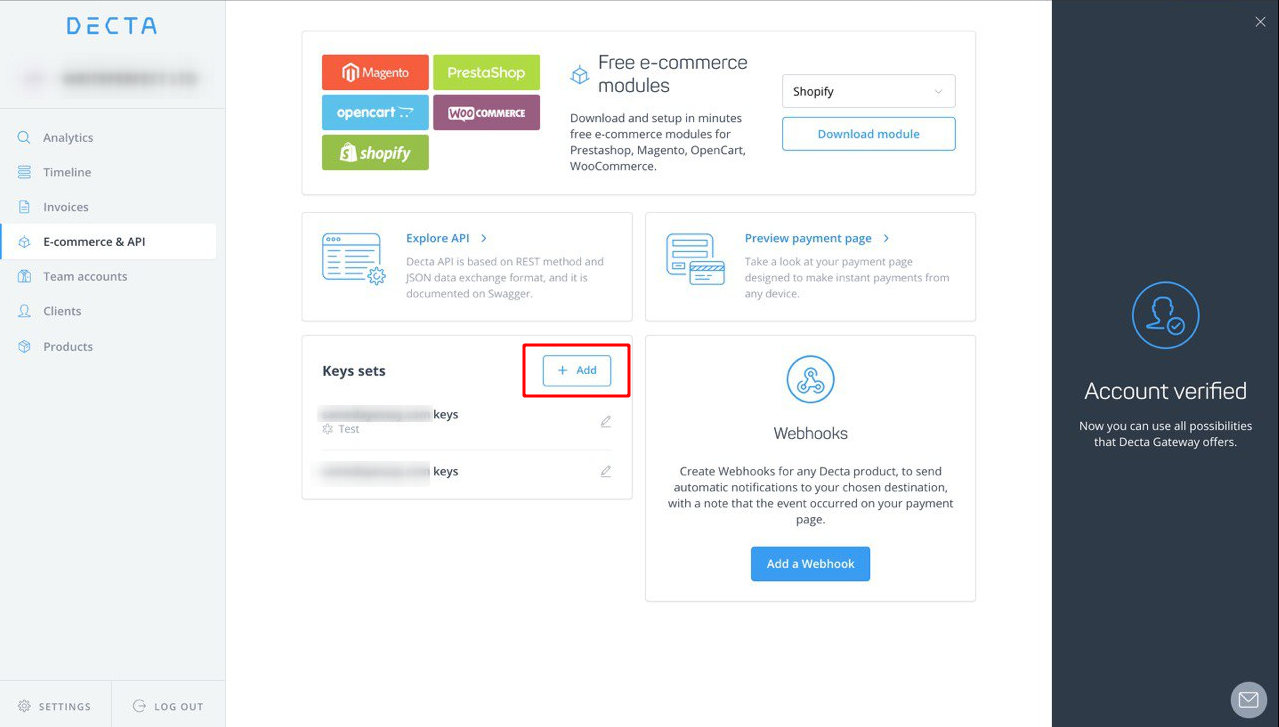 DECTA
Analytics
Timeline
Invoices
E-commerce & API
Team accounts
Clients
Products
SETTINGS
LOG OUT
Magento
PrestaShop
opencart
WOO COMMERCE
shopify
Free e-commerce
modules
Download and setup in minutes
free e-commerce modules for
Prestashop, Magento, OpenCart,
WooCommerce.
Shopify
Download module
Explore API
Decta API is based on REST method and
JSON data exchange format, and it is
documented on Swagger.
Preview payment page
Take a look at your payment page
designed to make instant payments from
any device.
Keys sets
+ Add
keys
Test
keys
Webhooks
Create Webhooks for any Decta product, to send
automatic notifications to your chosen destination,
with a note that the event occurred on your payment
page.
Add a Webhook
Account verified
Now you can use all possibilities
that Decta Gateway offers.